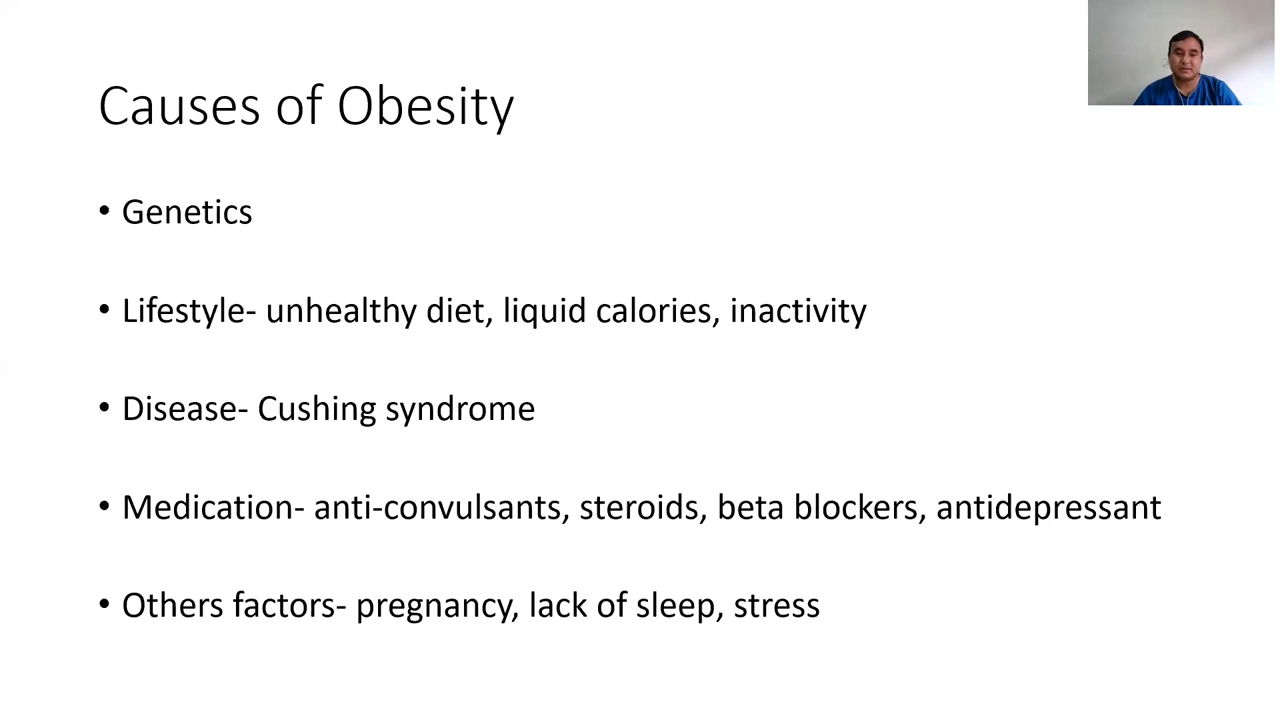 Causes of Obesity
• Genetics
• Lifestyle- unhealthy diet, liquid calories, inactivity
• Disease- Cushing syndrome
• Medication- anti-convulsants, steroids, beta blockers, antidepressant
• Others factors- pregnancy, lack of sleep, stress